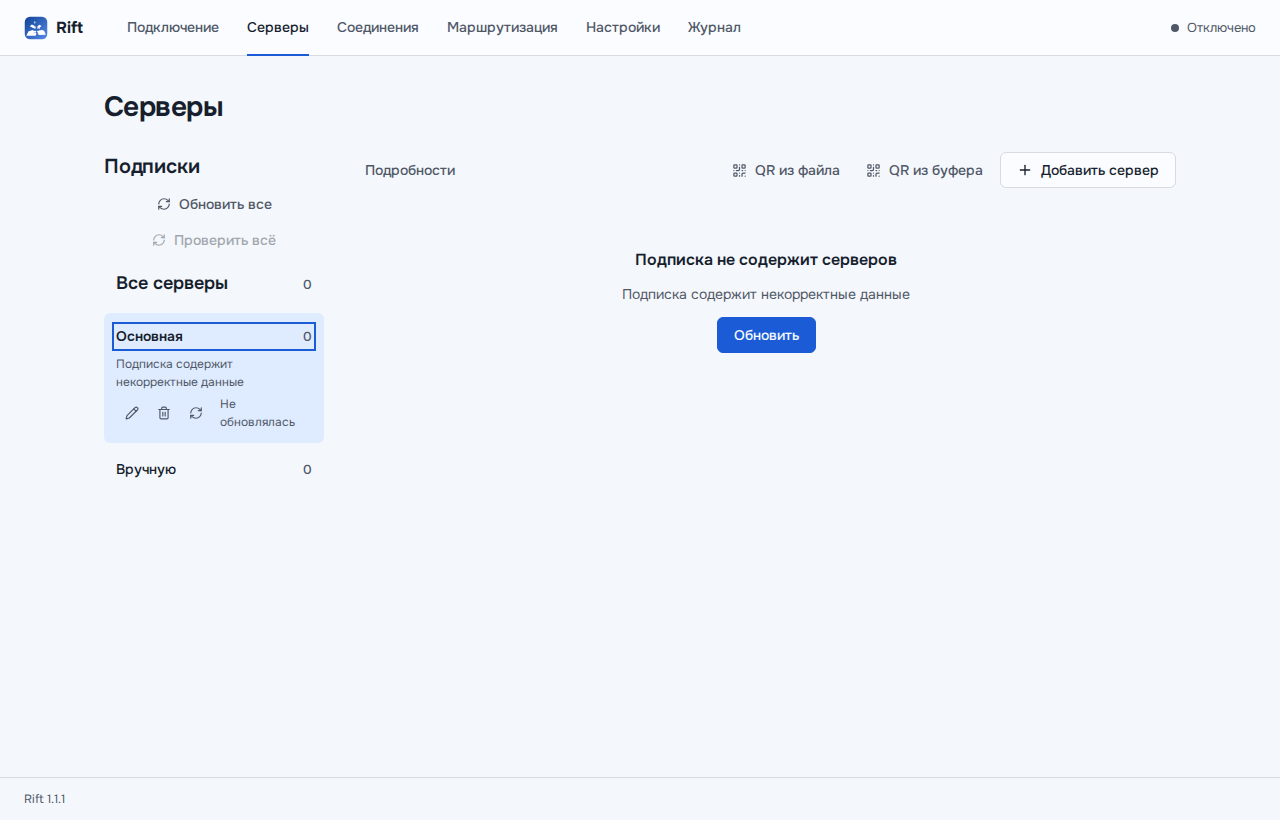 Rift
Подключение
Серверы
Соединения
Маршрутизация
Настройки
Журнал
Отключено
Серверы
Подписки
Обновить все
Проверить всё
Все серверы 0
Основная 0
Подписка содержит
некорректные данные
Не
обновлялась
Вручную 0
Подробности
QR из файла
QR из буфера
Добавить сервер
Подписка не содержит серверов
Подписка содержит некорректные данные
Обновить
Rift 1.1.1